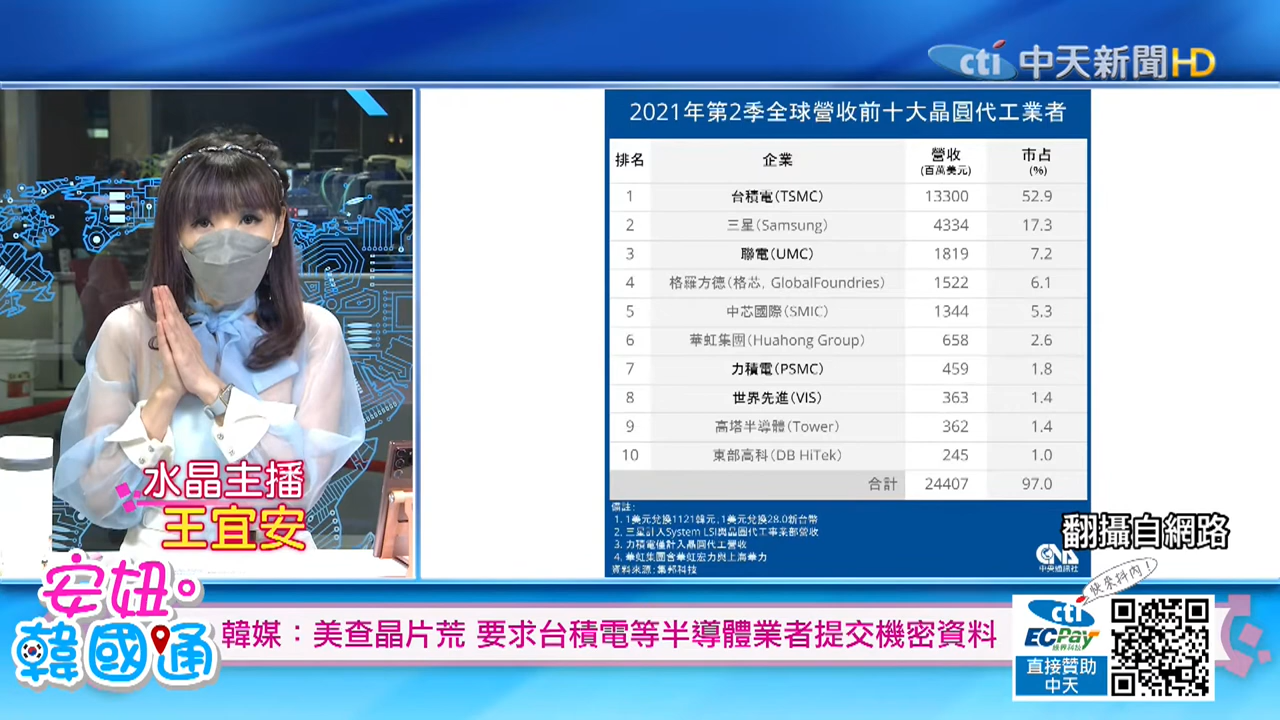 cti 中天新聞HD
2021年第2季全球營收前十大晶圓代工業者
排名 企業 營收 (百萬美元) 市占 (%)
1 台積電(TSMC) 13300 52.9
2 三星(Samsung) 4334 17.3
3 聯電(UMC) 1819 7.2
4 格羅方德(格芯, GlobalFoundries) 1522 6.1
5 中芯國際(SMIC) 1344 5.3
6 華虹集團(Huahong Group) 658 2.6
7 力積電(PSMC) 459 1.8
8 世界先進(VIS) 363 1.4
9 高塔半導體(Tower) 362 1.4
10 東部高科(DB HiTek) 245 1.0
合計 24407 97.0
備註:
1. 1美元兌換1121韓元, 1美元兌換28.0新台幣
2. 三星計入System LSI與晶圓代工事業部營收
3. 力積電僅計入晶圓代工營收
4. 華虹集團含華虹宏力與上海華力
資料來源: 集邦科技
CNA
中央通訊社
翻攝自網路
水晶主播
王宜安
安妞。
韓國通
韓媒：美查晶片荒 要求台積電等半導體業者提交機密資料
快來抖內！
cti
ECPay
綠界科技
直接贊助
中天